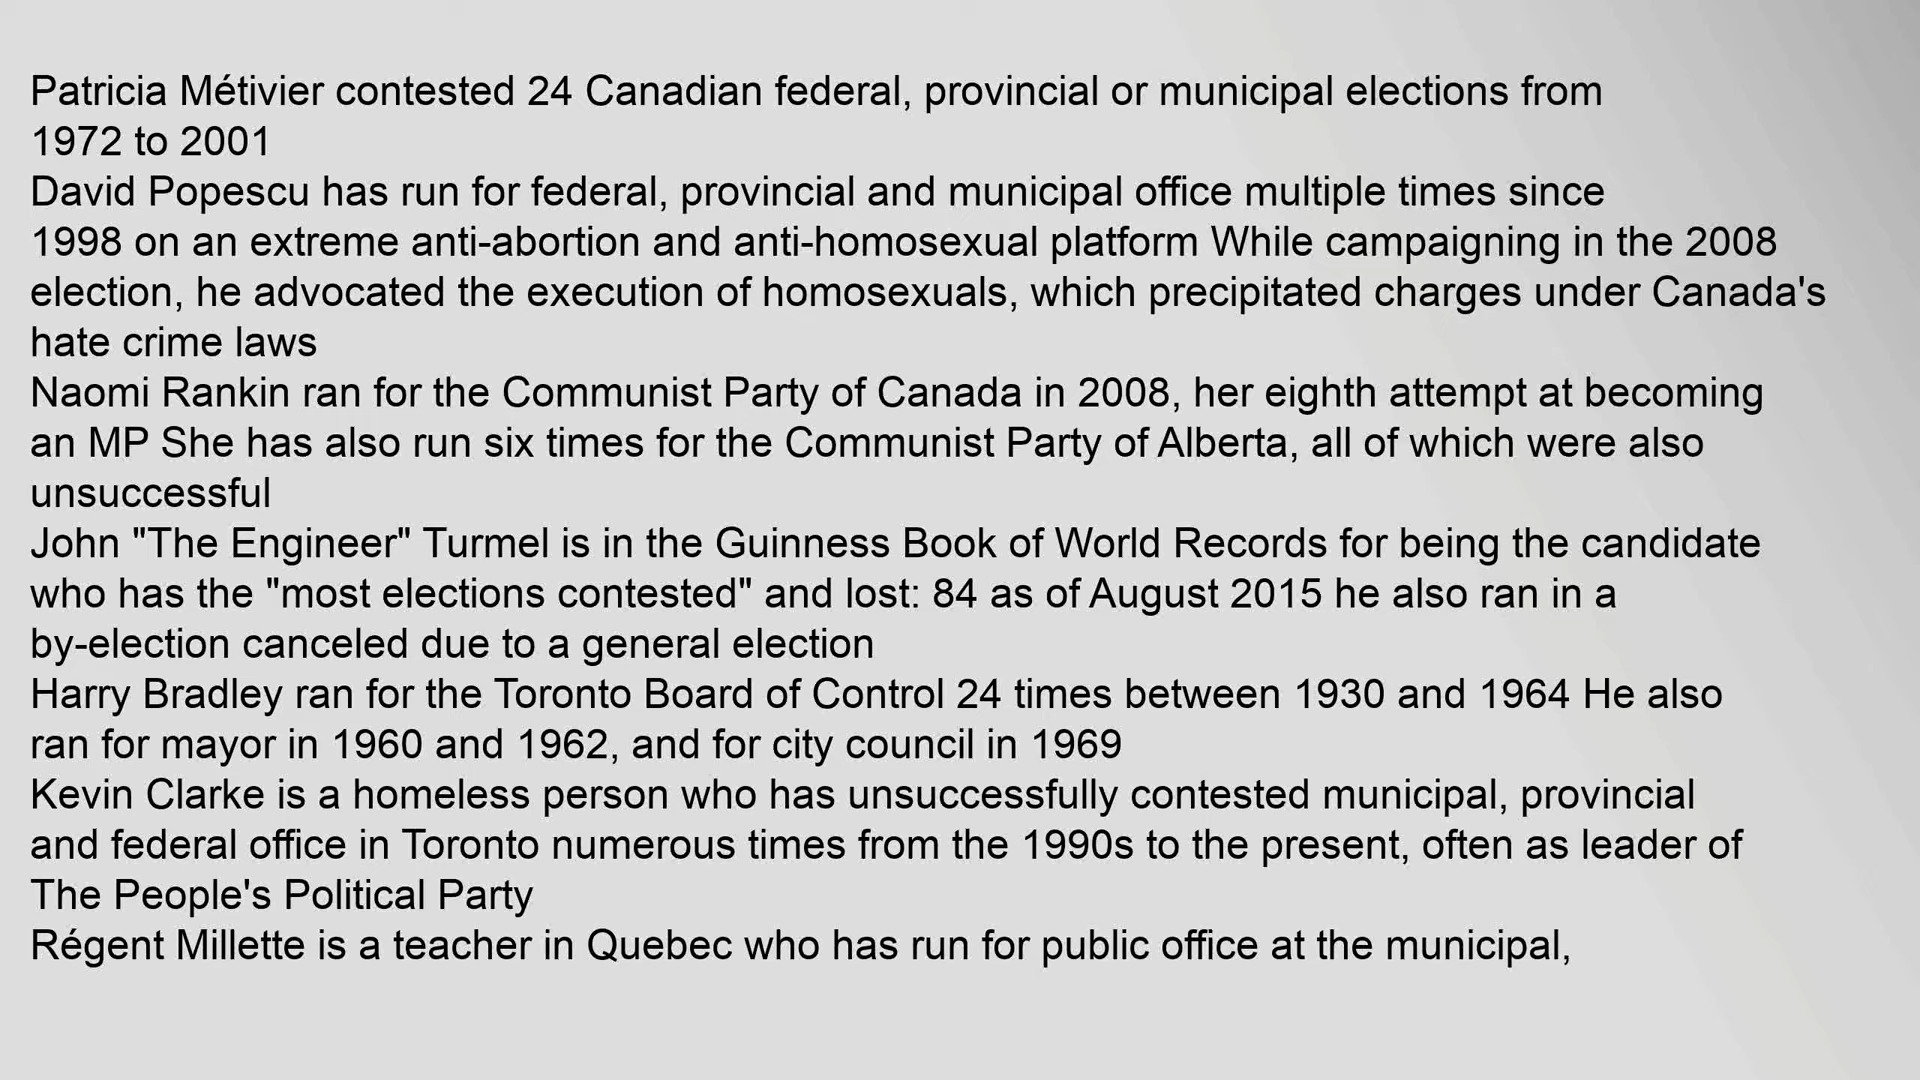 Patricia Métivier contested 24 Canadian federal, provincial or municipal elections from
1972 to 2001
David Popescu has run for federal, provincial and municipal office multiple times since
1998 on an extreme anti-abortion and anti-homosexual platform While campaigning in the 2008
election, he advocated the execution of homosexuals, which precipitated charges under Canada's
hate crime laws
Naomi Rankin ran for the Communist Party of Canada in 2008, her eighth attempt at becoming
an MP She has also run six times for the Communist Party of Alberta, all of which were also
unsuccessful
John "The Engineer" Turmel is in the Guinness Book of World Records for being the candidate
who has the "most elections contested" and lost: 84 as of August 2015 he also ran in a
by-election canceled due to a general election
Harry Bradley ran for the Toronto Board of Control 24 times between 1930 and 1964 He also
ran for mayor in 1960 and 1962, and for city council in 1969
Kevin Clarke is a homeless person who has unsuccessfully contested municipal, provincial
and federal office in Toronto numerous times from the 1990s to the present, often as leader of
The People's Political Party
Régent Millette is a teacher in Quebec who has run for public office at the municipal,